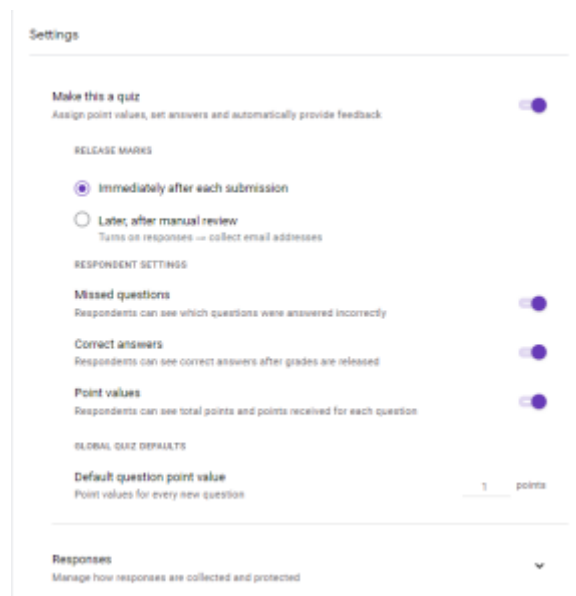 Settings
Make this a quiz
Assign point values, set answers and automatically provide feedback
RELEASE MARKS
Immediately after each submission
Later, after manual review
Turns on responses → collect email addresses
RESPONDENT SETTINGS
Missed questions
Respondents can see which questions were answered incorrectly
Correct answers
Respondents can see correct answers after grades are released
Point values
Respondents can see total points and points received for each question
GLOBAL QUIZ DEFAULTS
Default question point value
1 points
Point values for every new question
Responses
Manage how responses are collected and protected